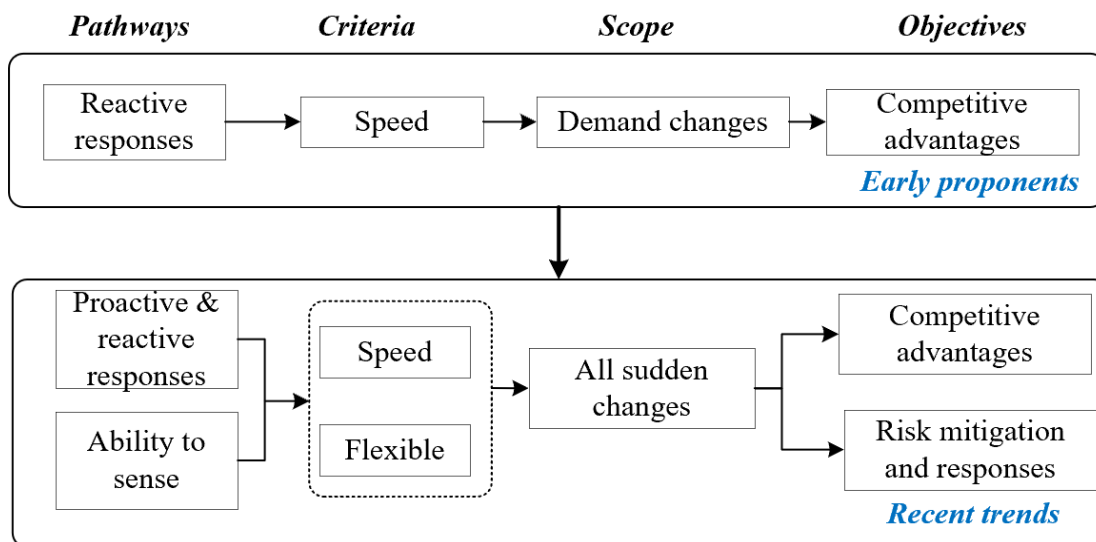 Pathways Criteria Scope Objectives
Reactive
responses
Speed
Demand changes
Competitive
advantages
Early proponents
Proactive &
reactive
responses
Ability to
sense
Speed
Flexible
All sudden
changes
Competitive
advantages
Risk mitigation
and responses
Recent trends